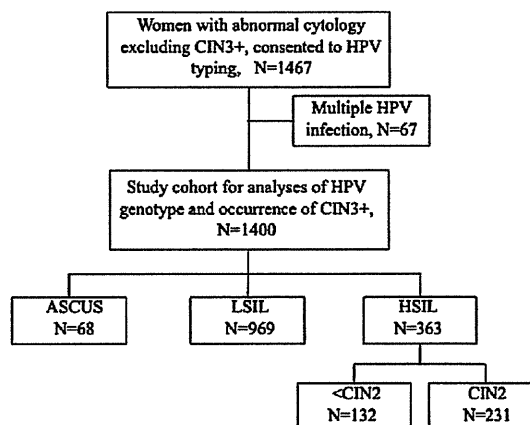 Women with abnormal cytology
excluding CIN3+, consented to HPV
typing, N=1467
Multiple HPV
infection, N=67
Study cohort for analyses of HPV
genotype and occurrence of CIN3+,
N=1400
ASCUS
N=68
LSIL
N=969
HSIL
N=363
<CIN2
N=132
CIN2
N=231